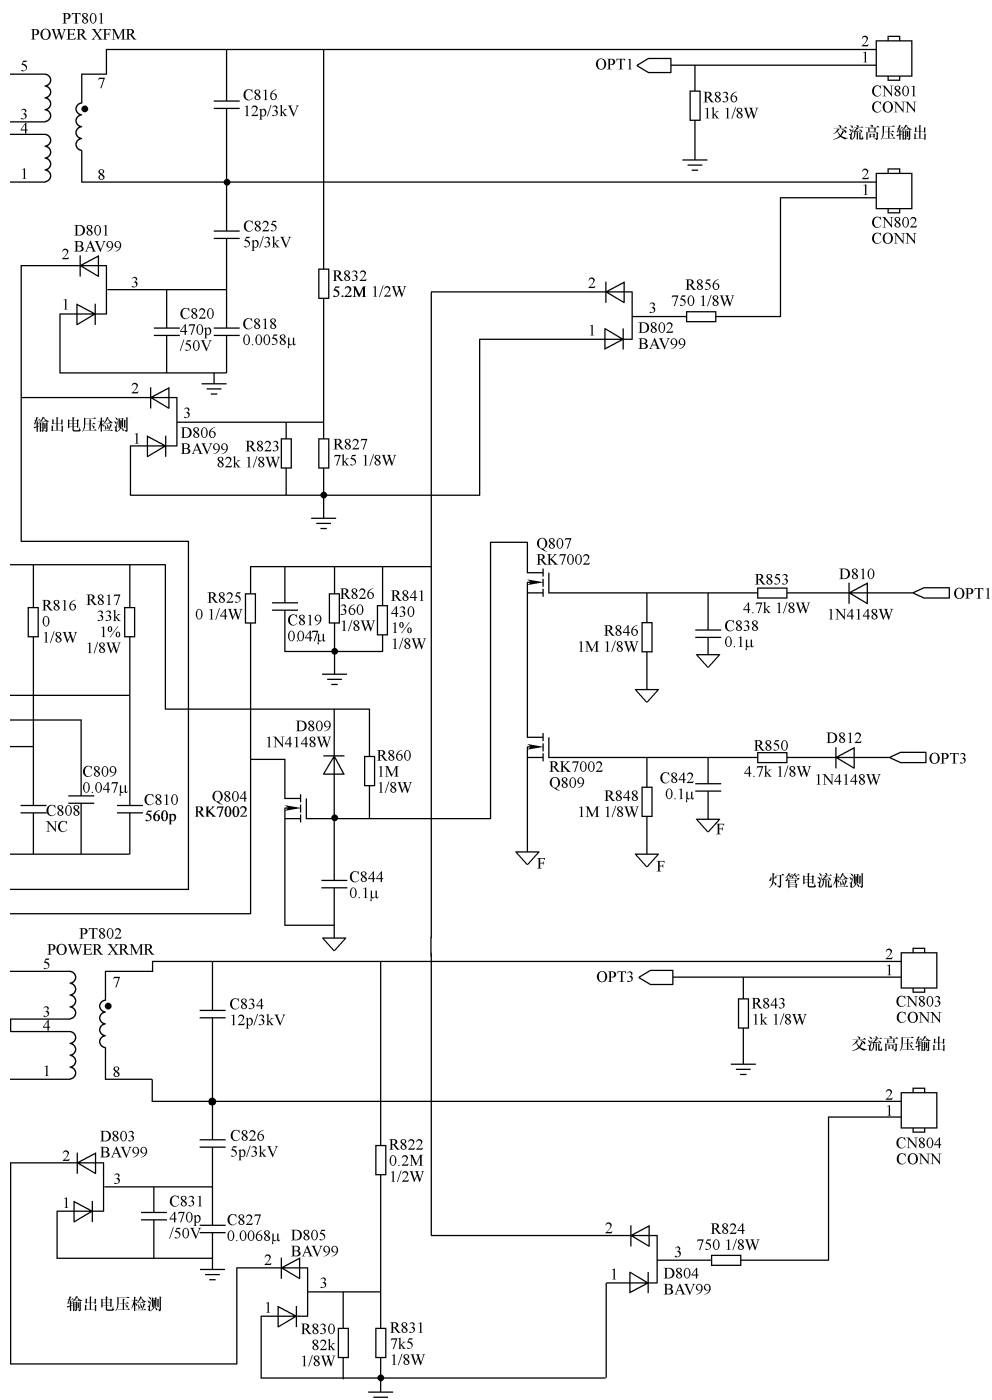 PT801
POWER XFMR
5
3
4
1
7
8
C816
12p/3kV
OPT1
R836
1k 1/8W
2
1
CN801
CONN
交流高压输出
2
1
CN802
CONN
C825
5p/3kV
D801
BAV99
2
3
1
C820
470p
/50V
C818
0.0058μ
R832
5.2M 1/2W
2
3
1
D802
BAV99
R856
750 1/8W
输出电压检测
2
3
1
D806
BAV99
R823
82k 1/8W
R827
7k5 1/8W
R816
0
1/8W
R817
33k
1%
1/8W
R825
0 1/4W
C819
0.047μ
R826
360
1/8W
R841
430
1%
1/8W
Q807
RK7002
R853
4.7k 1/8W
D810
1N4148W
OPT1
R846
1M 1/8W
C838
0.1μ
D809
1N4148W
R860
1M
1/8W
Q804
RK7002
C809
0.047μ
C808
NC
C810
560p
C844
0.1μ
RK7002
Q809
R850
4.7k 1/8W
D812
1N4148W
OPT3
R848
1M 1/8W
C842
0.1μ
F
F
F
灯管电流检测
PT802
POWER XRMR
5
3
4
1
7
8
C834
12p/3kV
OPT3
R843
1k 1/8W
2
1
CN803
CONN
交流高压输出
2
1
CN804
CONN
C826
5p/3kV
D803
BAV99
2
3
1
C831
470p
/50V
C827
0.0068μ
R822
0.2M
1/2W
D805
BAV99
2
3
1
R830
82k
1/8W
R831
7k5
1/8W
2
3
1
D804
BAV99
R824
750 1/8W
输出电压检测